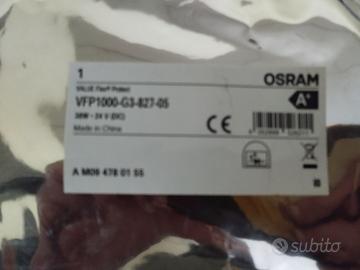 1
OSRAM
VALUE Flex® Protect
VFP1000-G3-827-05
38W - 24 V (DC)
Made in China
A+
CE
A M09 478 01 55
subito